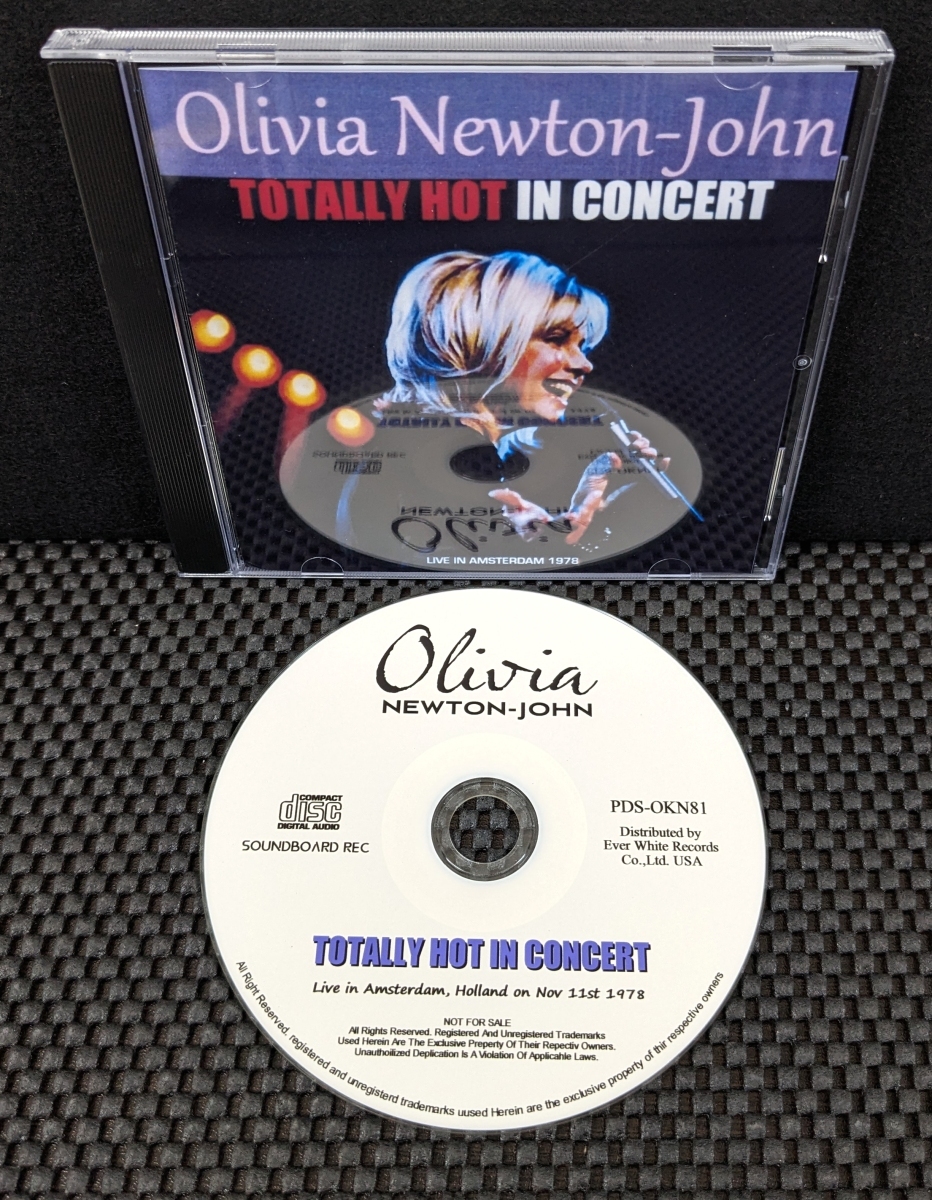 Olivia Newton-John
TOTALLY HOT IN CONCERT
LIVE IN AMSTERDAM 1978
Olivia
NEWTON-JOHN
COMPACT
disc
DIGITAL AUDIO
SOUNDBOARD REC
PDS-OKN81
Distributed by
Ever White Records
Co.,Ltd. USA
TOTALLY HOT IN CONCERT
Live in Amsterdam, Holland on Nov 11st 1978
NOT FOR SALE
All Rights Reserved. Registered And Unregistered Trademarks
Used Herein Are The Exclusive Preperty Of Their Repectiv Owners.
Unauthoilized Deplication Is A Violation Of Applicahle Laws.
All Right Reserved. registered and unregisterd trademarks uused Herein are the exclusive property of thir respective owners